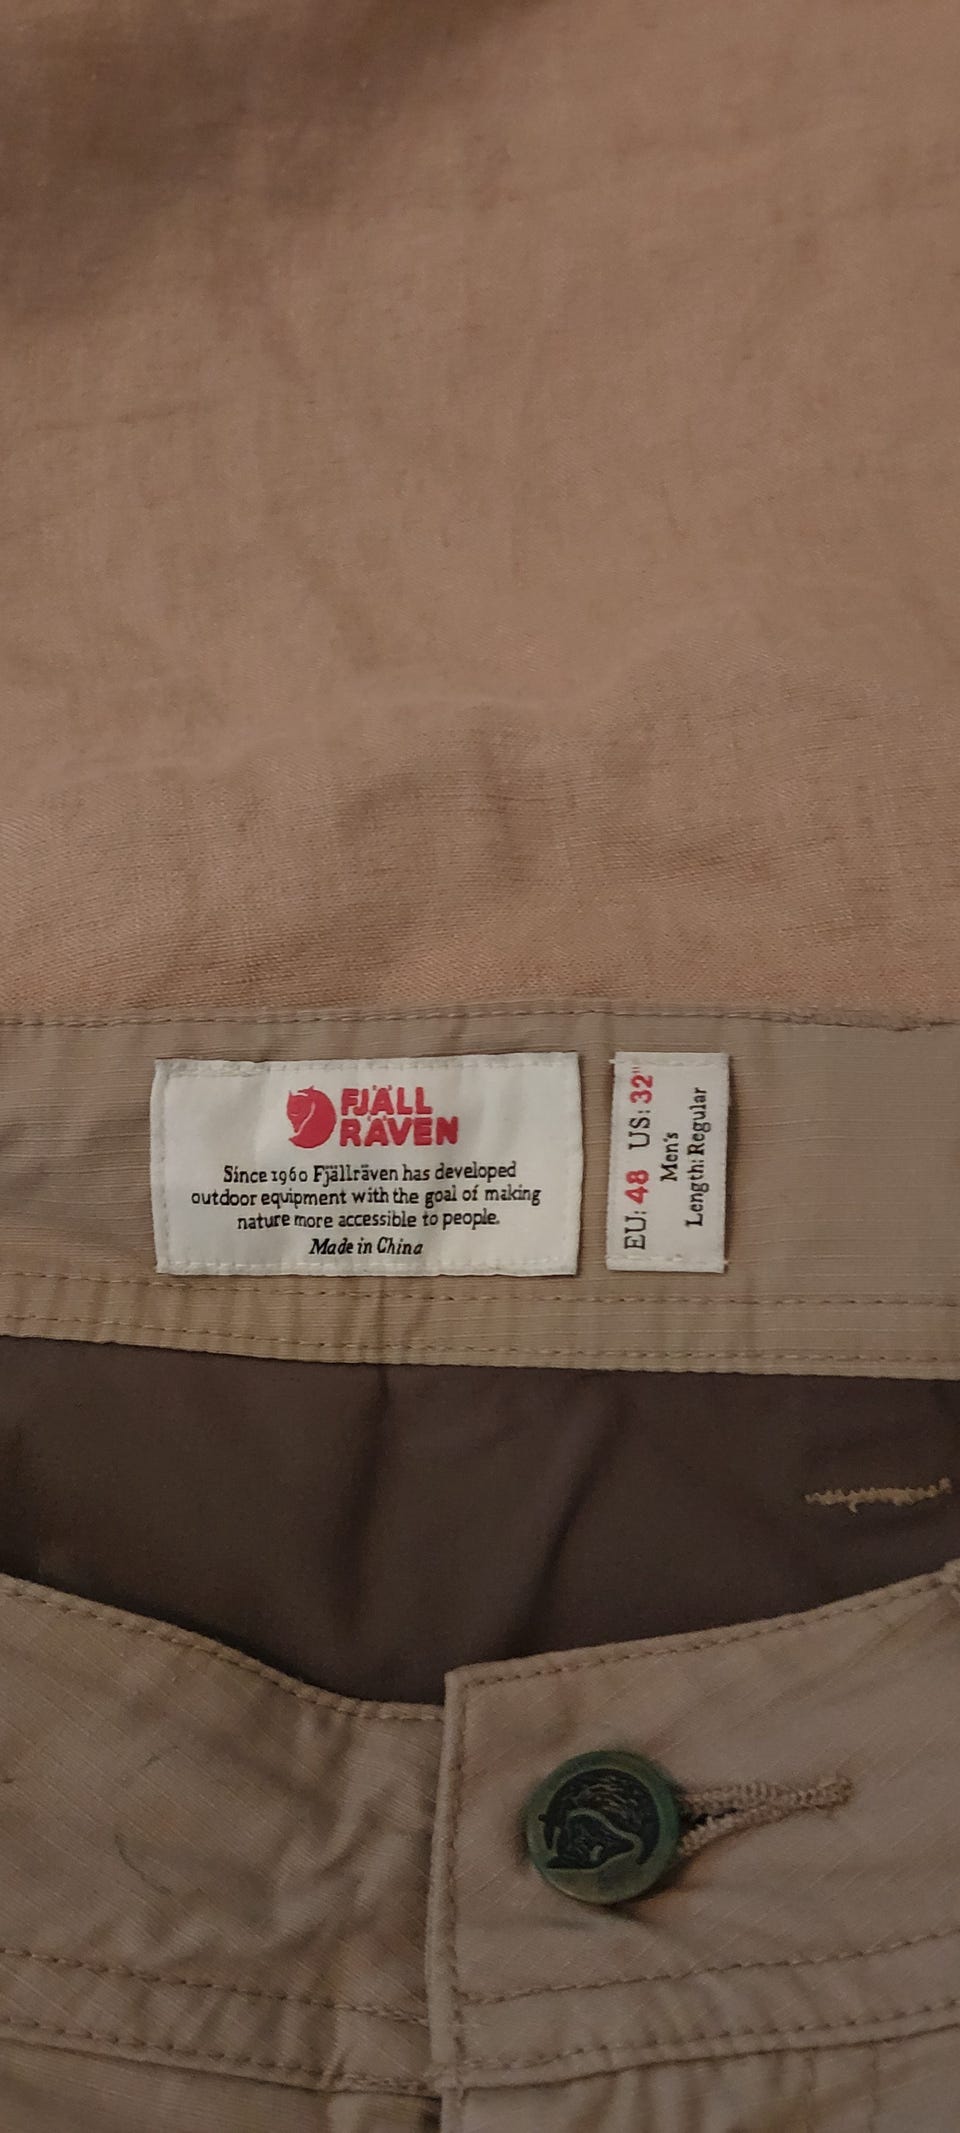 FJÄLL
RÄVEN
Since 1960 Fjällräven has developed
outdoor equipment with the goal of making
nature more accessible to people.
Made in China
EU: 48 US: 32"
Men's
Length: Regular